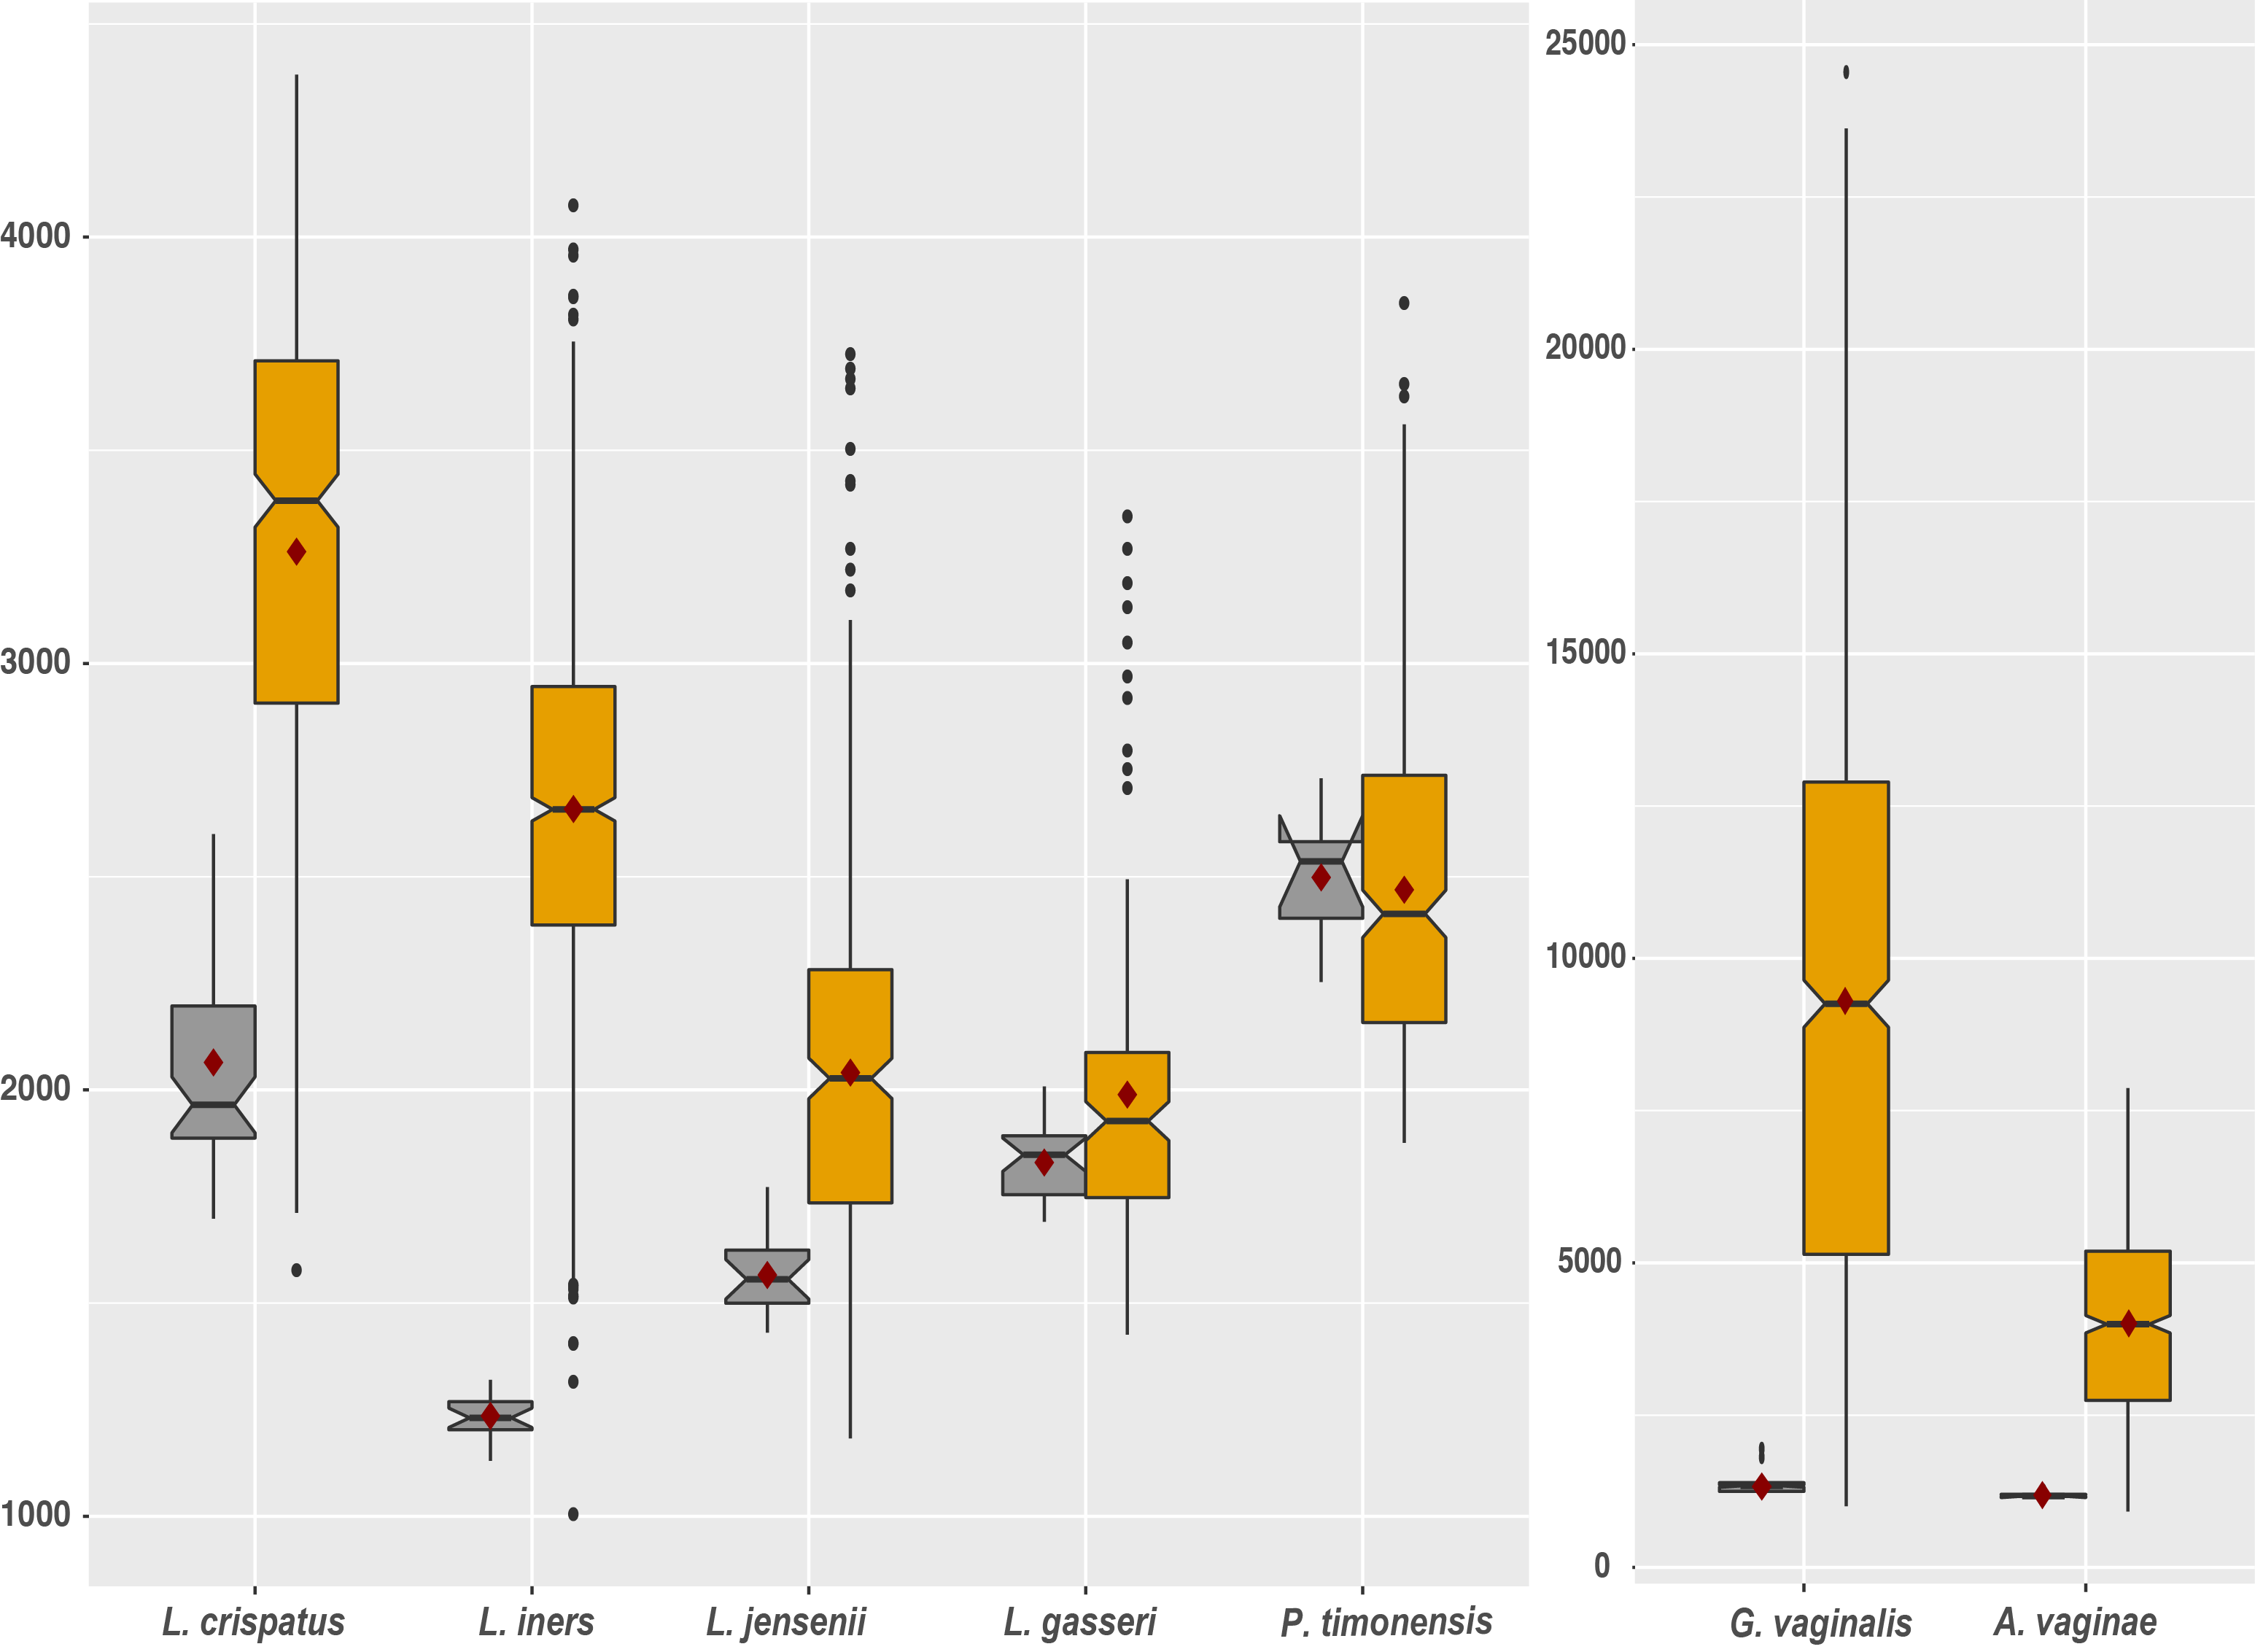 4000
3000
2000
1000
L. crispatus
L. iners
L. jensenii
L. gasseri
P. timonensis
25000
20000
15000
10000
5000
0
G. vaginalis
A. vaginae